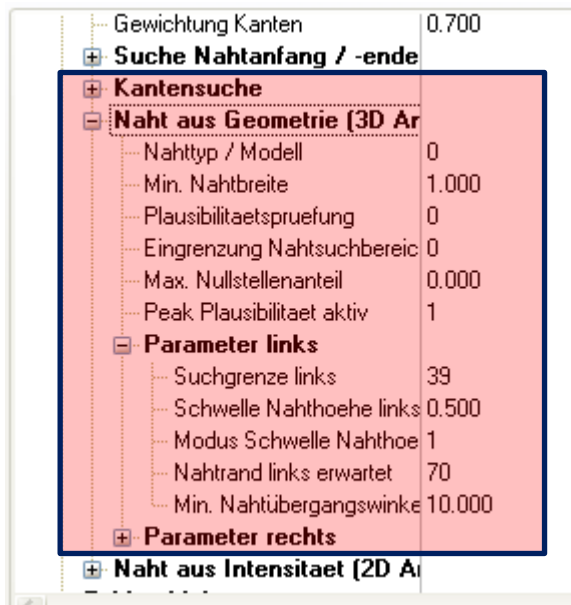 Gewichtung Kanten 0.700
Suche Nahtanfang / -ende
Kantensuche
Naht aus Geometrie (3D Ar
Nahttyp / Modell 0
Min. Nahtbreite 1.000
Plausibilitaetspruefung 0
Eingrenzung Nahtsuchbereic 0
Max. Nullstellenanteil 0.000
Peak Plausibilitaet aktiv 1
Parameter links
Suchgrenze links 39
Schwelle Nahthoehe links 0.500
Modus Schwelle Nahthoe 1
Nahtrand links erwartet 70
Min. Nahtübergangswinke 10.000
Parameter rechts
Naht aus Intensitaet (2D A